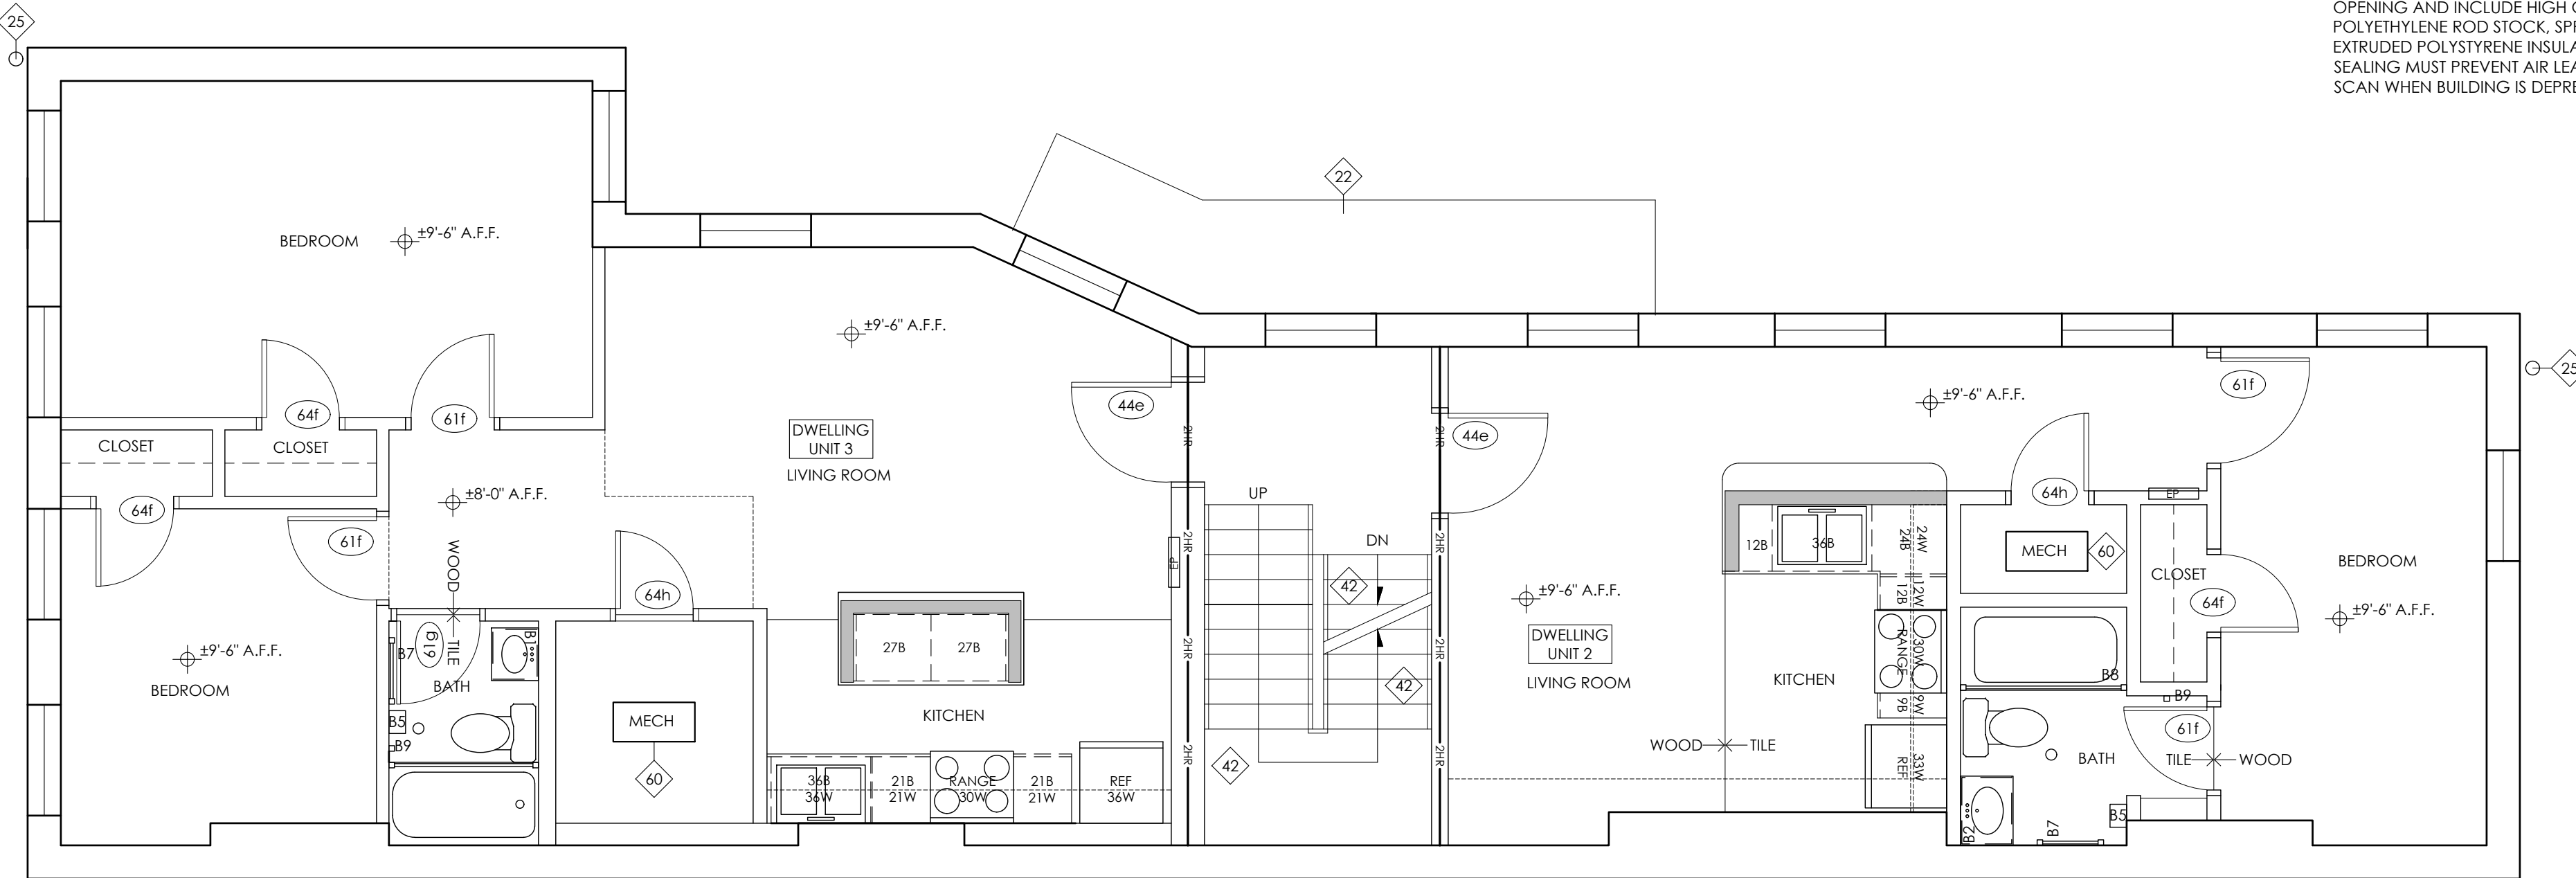 25
OPENING AND INCLUDE HIGH
POLYETHYLENE ROD STOCK,
EXTRUDED POLYSTYRENE
SEALING MUST PREVENT AIR
SCAN WHEN BUILDING IS
22
BEDROOM
±9'-6" A.F.F.
±9'-6" A.F.F.
25
64f
61f
44e
61f
±9'-6" A.F.F.
DWELLING
UNIT 3
LIVING ROOM
44e
CLOSET
CLOSET
±8'-0" A.F.F.
64f
61f
WOOD
TILE
64h
61g
UP
DN
42
42
42
2HR
2HR
2HR
2HR
2HR
2HR
2HR
2HR
EP
64h
EP
12B
36B
24B
24W
12B
12W
RANGE
30W
9B
9W
REF
33W
MECH
60
CLOSET
64f
BEDROOM
±9'-6" A.F.F.
±9'-6" A.F.F.
DWELLING
UNIT 2
LIVING ROOM
KITCHEN
WOOD
TILE
±9'-6" A.F.F.
BEDROOM
B7
B1
BATH
B5
B9
MECH
60
27B
27B
KITCHEN
36B
36W
21B
21W
RANGE
30W
21B
21W
REF
36W
B8
B9
61f
BATH
TILE
WOOD
B5
B7
B2